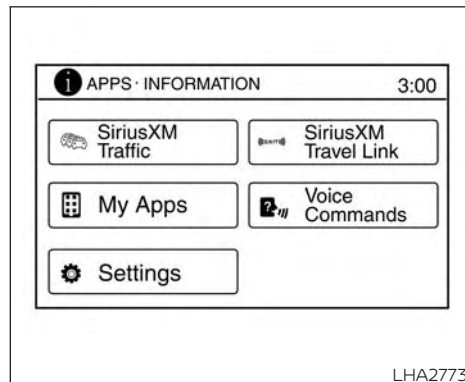 i APPS · INFORMATION 3:00
SiriusXM
Traffic
SiriusXM
Travel Link
My Apps
? Voice
Commands
Settings
LHA2773